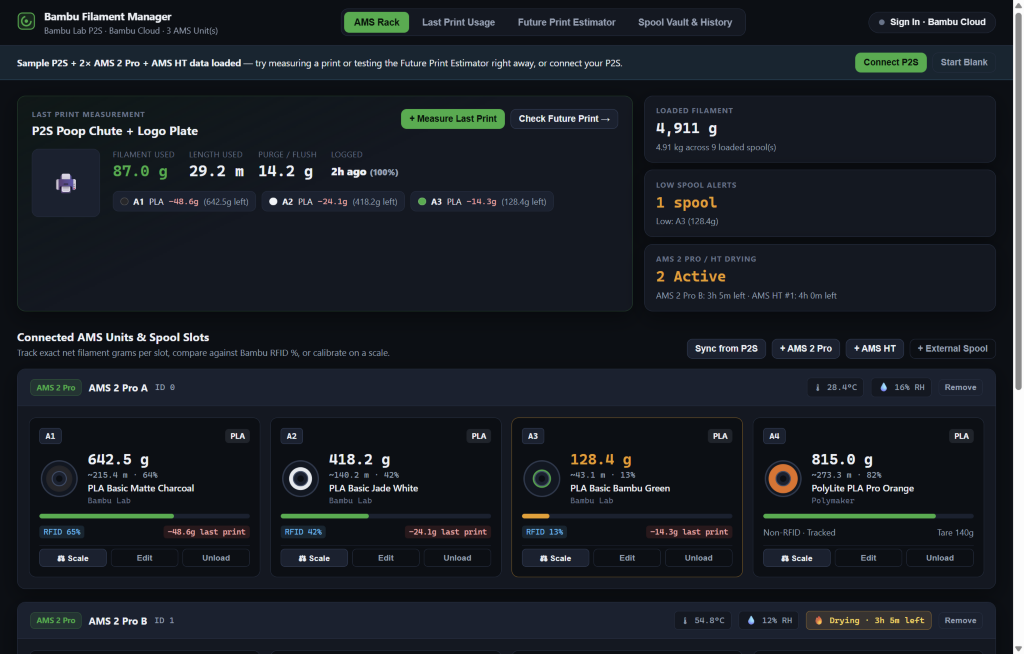 Bambu Filament Manager
Bambu Lab P2S · Bambu Cloud · 3 AMS Unit(s)
AMS Rack
Last Print Usage
Future Print Estimator
Spool Vault & History
Sign In · Bambu Cloud
Sample P2S + 2× AMS 2 Pro + AMS HT data loaded — try measuring a print or testing the Future Print Estimator right away, or connect your P2S.
Connect P2S
Start Blank
LAST PRINT MEASUREMENT
P2S Poop Chute + Logo Plate
+ Measure Last Print
Check Future Print →
FILAMENT USED
87.0 g
LENGTH USED
29.2 m
PURGE / FLUSH
14.2 g
LOGGED
2h ago (100%)
A1 PLA −48.6g (642.5g left)
A2 PLA −24.1g (418.2g left)
A3 PLA −14.3g (128.4g left)
LOADED FILAMENT
4,911 g
4.91 kg across 9 loaded spool(s)
LOW SPOOL ALERTS
1 spool
Low: A3 (128.4g)
AMS 2 PRO / HT DRYING
2 Active
AMS 2 Pro B: 3h 5m left · AMS HT #1: 4h 0m left
Connected AMS Units & Spool Slots
Track exact net filament grams per slot, compare against Bambu RFID %, or calibrate on a scale.
Sync from P2S
+ AMS 2 Pro
+ AMS HT
+ External Spool
AMS 2 Pro
AMS 2 Pro A
ID 0
28.4°C
16% RH
Remove
A1
PLA
642.5 g
~215.4 m · 64%
PLA Basic Matte Charcoal
Bambu Lab
RFID 65%
−48.6g last print
Scale
Edit
Unload
A2
PLA
418.2 g
~140.2 m · 42%
PLA Basic Jade White
Bambu Lab
RFID 42%
−24.1g last print
Scale
Edit
Unload
A3
PLA
128.4 g
~43.1 m · 13%
PLA Basic Bambu Green
Bambu Lab
RFID 13%
−14.3g last print
Scale
Edit
Unload
A4
PLA
815.0 g
~273.3 m · 82%
PolyLite PLA Pro Orange
Polymaker
Non-RFID · Tracked
Tare 140g
Scale
Edit
Unload
AMS 2 Pro
AMS 2 Pro B
ID 1
54.8°C
12% RH
Drying · 3h 5m left
Remove